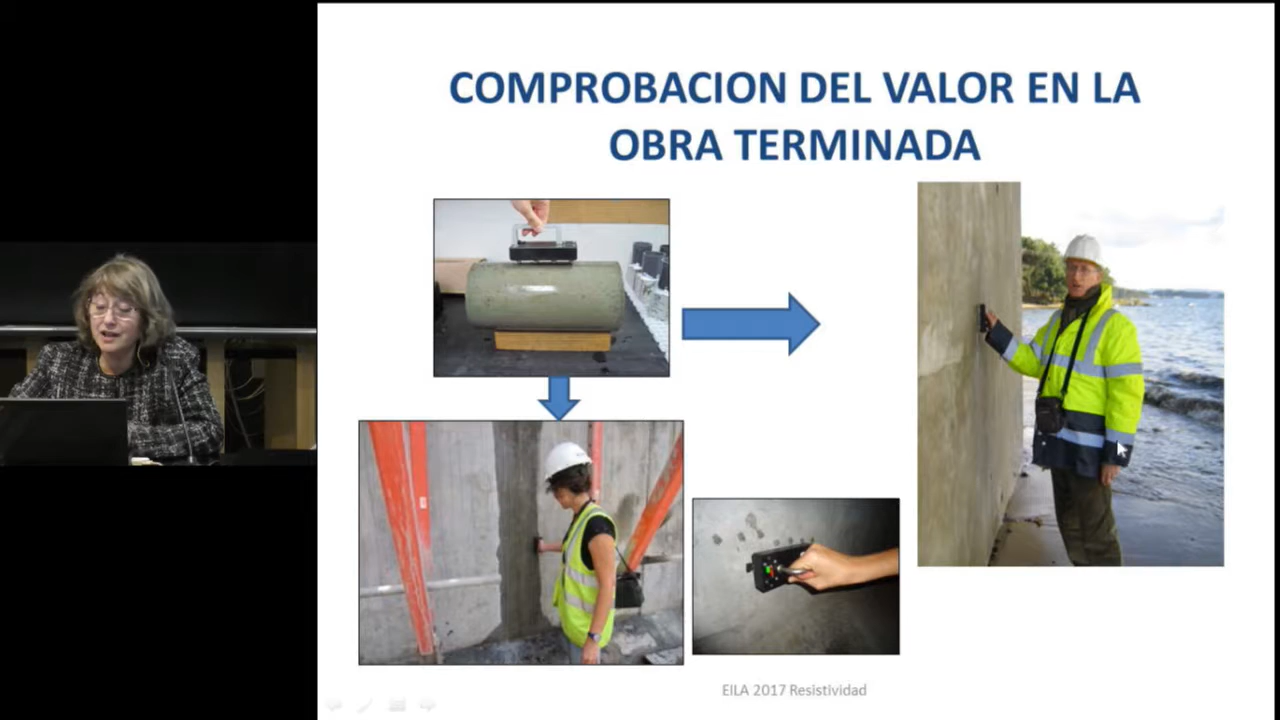 COMPROBACION DEL VALOR EN LA
OBRA TERMINADA
EILA 2017 Resistividad